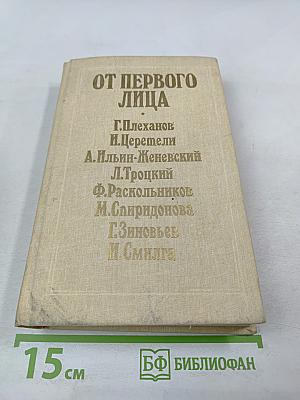 ОТ ПЕРВОГО
ЛИЦА
Г.Плеханов
И.Церетели
А.Ильин-Женевский
Л.Троцкий
Ф.Раскольников
М.Спиридонова
Г.Зиновьев
И.Смилга
15 см
БФ БИБЛИОФАН